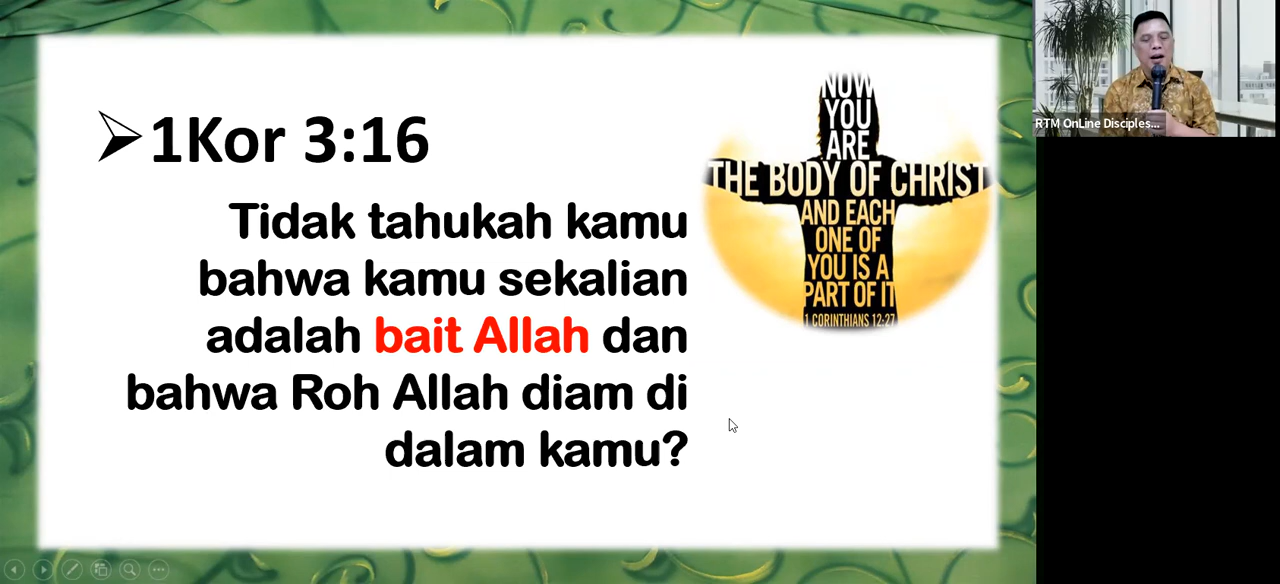 1Kor 3:16
Tidak tahukah kamu
bahwa kamu sekalian
adalah bait Allah dan
bahwa Roh Allah diam di
dalam kamu?
NOW
YOU
ARE
THE BODY OF CHRIST
AND EACH
ONE OF
YOU IS A
PART OF IT
1 CORINTHIANS 12:27
RTM OnLine Disciples...